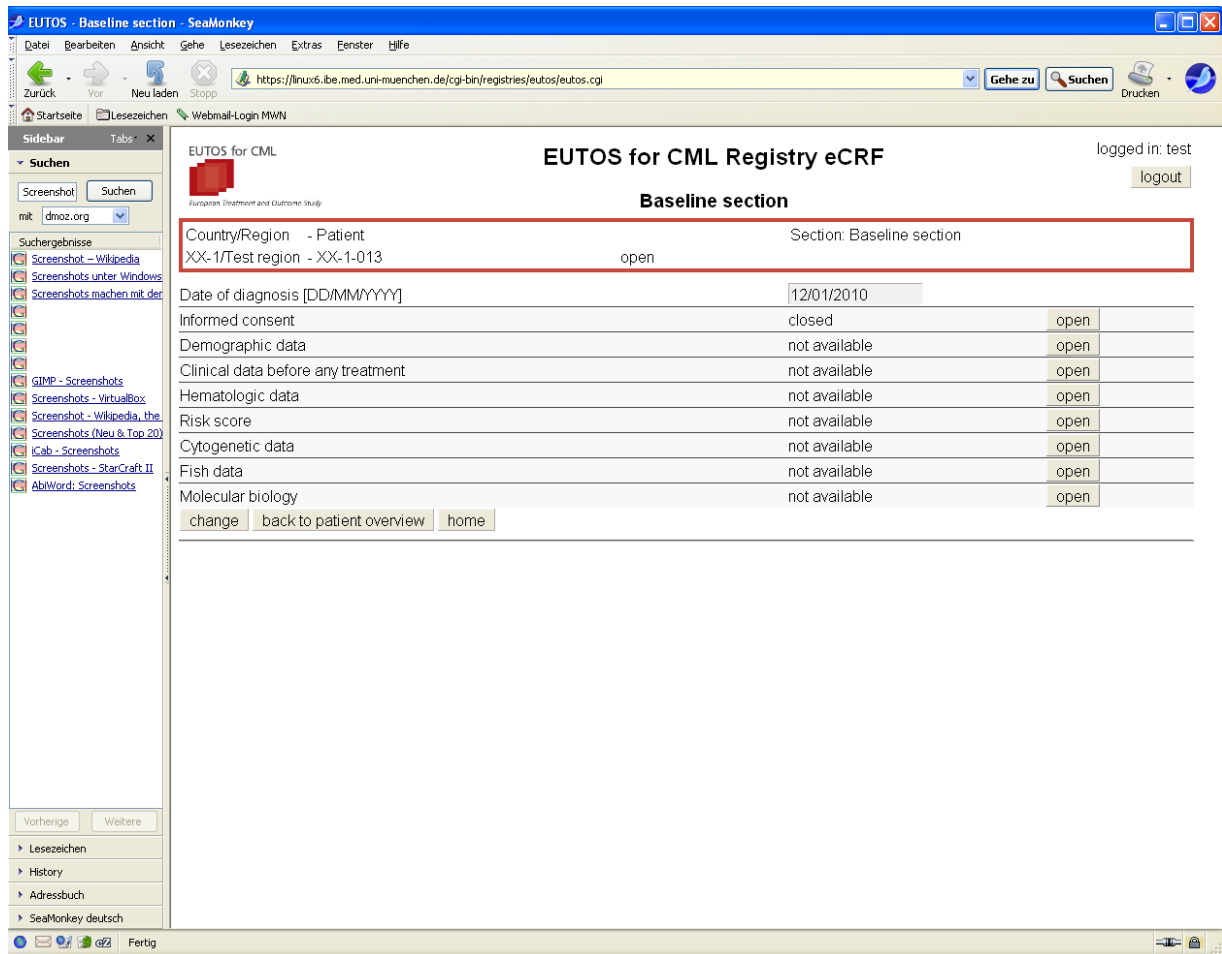 EUTOS - Baseline section - SeaMonkey
Datei Bearbeiten Ansicht Gehe Lesezeichen Extras Fenster Hilfe
Zurück Vor Neu laden Stopp https://linux6.ibe.med.uni-muenchen.de/cgi-bin/registries/eutos/eutos.cgi Gehe zu Suchen Drucken
Startseite Lesezeichen Webmail-Login MWN
Sidebar Tabs
Suchen
Screenshot Suchen
mit dmoz.org
Suchergebnisse
Screenshot – Wikipedia
Screenshots unter Windows
Screenshots machen mit der
GIMP - Screenshots
Screenshots - VirtualBox
Screenshot - Wikipedia, the
Screenshots (Neu & Top 20)
iCab - Screenshots
Screenshots - StarCraft II
AbiWord: Screenshots
Vorherige Weitere
Lesezeichen
History
Adressbuch
SeaMonkey deutsch
EUTOS for CML
European Treatment and Outcome Study
EUTOS for CML Registry eCRF
Baseline section
logged in: test
logout
Country/Region - Patient Section: Baseline section
XX-1/Test region - XX-1-013 open
Date of diagnosis [DD/MM/YYYY] 12/01/2010
Informed consent closed open
Demographic data not available open
Clinical data before any treatment not available open
Hematologic data not available open
Risk score not available open
Cytogenetic data not available open
Fish data not available open
Molecular biology not available open
change back to patient overview home
Fertig